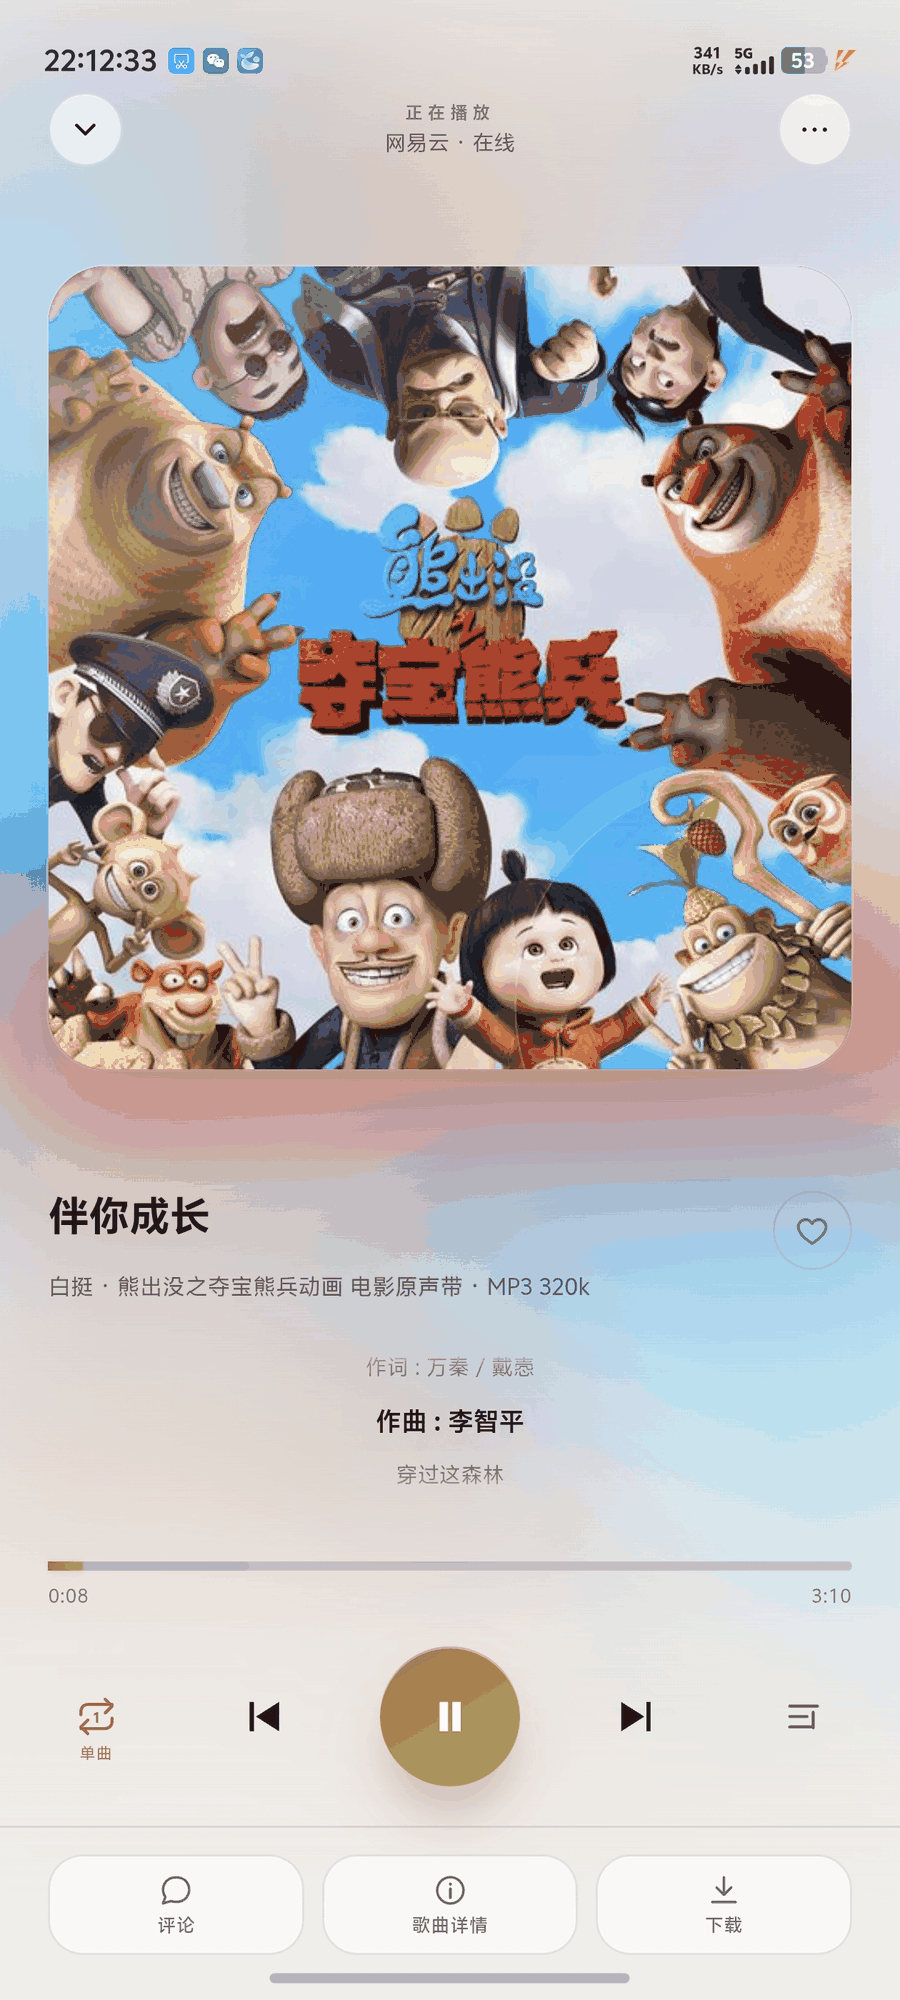 22:12:33
341 KB/s
5G
53
正在播放
网易云 · 在线
熊出没
之
夺宝熊兵
伴你成长
白挺 · 熊出没之夺宝熊兵动画 电影原声带 · MP3 320k
作词 : 万秦 / 戴悫
作曲 : 李智平
穿过这森林
0:08
3:10
1
单曲
评论
歌曲详情
下载